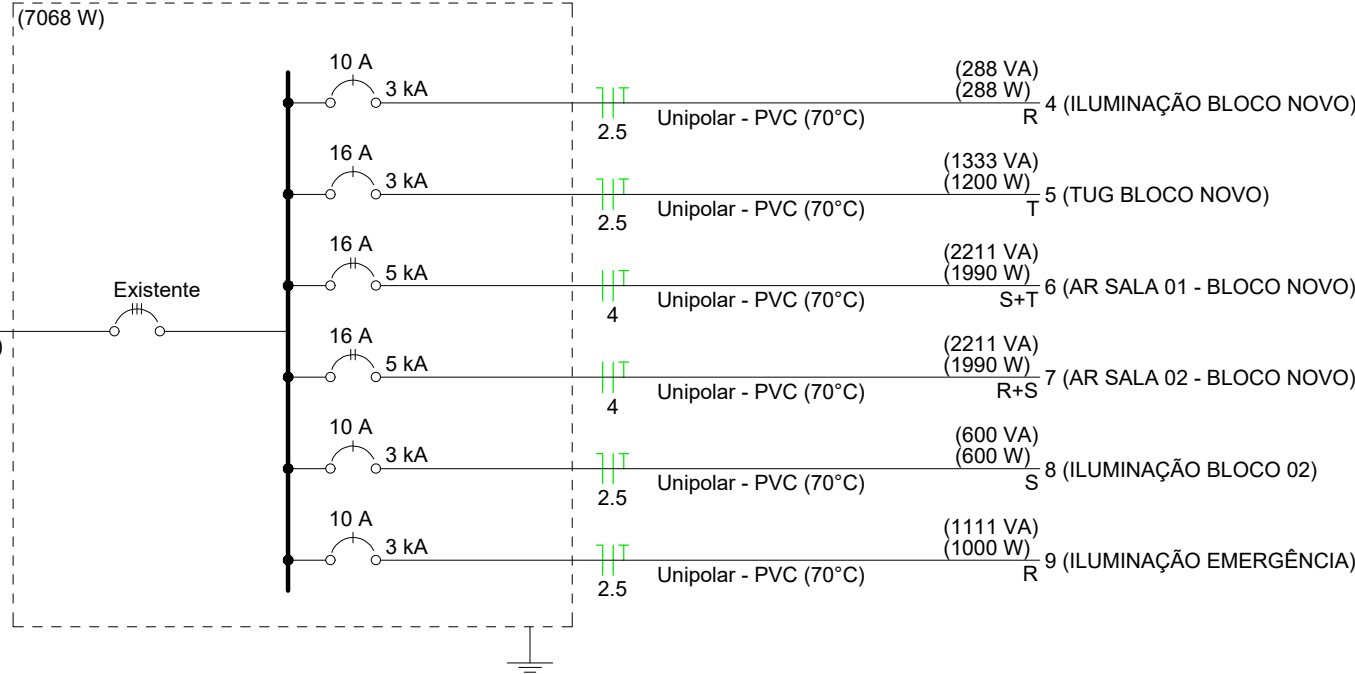 (7068 W)
10 A
3 kA
2.5
Unipolar - PVC (70°C)
(288 VA)
(288 W)
R
4 (ILUMINAÇÃO BLOCO NOVO)
16 A
3 kA
2.5
Unipolar - PVC (70°C)
(1333 VA)
(1200 W)
T
5 (TUG BLOCO NOVO)
16 A
5 kA
4
Unipolar - PVC (70°C)
(2211 VA)
(1990 W)
S+T
6 (AR SALA 01 - BLOCO NOVO)
Existente
)
16 A
5 kA
4
Unipolar - PVC (70°C)
(2211 VA)
(1990 W)
R+S
7 (AR SALA 02 - BLOCO NOVO)
10 A
3 kA
2.5
Unipolar - PVC (70°C)
(600 VA)
(600 W)
S
8 (ILUMINAÇÃO BLOCO 02)
10 A
3 kA
2.5
Unipolar - PVC (70°C)
(1111 VA)
(1000 W)
R
9 (ILUMINAÇÃO EMERGÊNCIA)